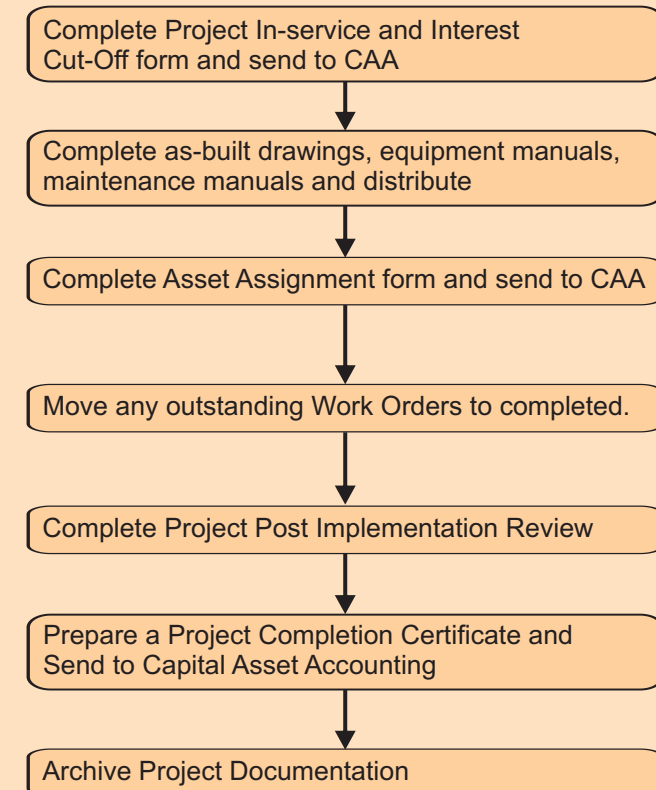 Complete Project In-service and Interest
Cut-Off form and send to CAA
Complete as-built drawings, equipment manuals,
maintenance manuals and distribute
Complete Asset Assignment form and send to CAA
Move any outstanding Work Orders to completed.
Complete Project Post Implementation Review
Prepare a Project Completion Certificate and
Send to Capital Asset Accounting
Archive Project Documentation